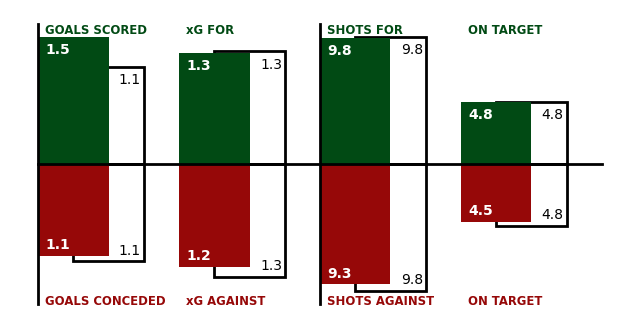 GOALS SCORED xG FOR SHOTS FOR ON TARGET
1.5 1.1 1.3 1.3 9.8 9.8 4.8 4.8
1.1 1.1 1.2 1.3 9.3 9.8 4.5 4.8
GOALS CONCEDED xG AGAINST SHOTS AGAINST ON TARGET